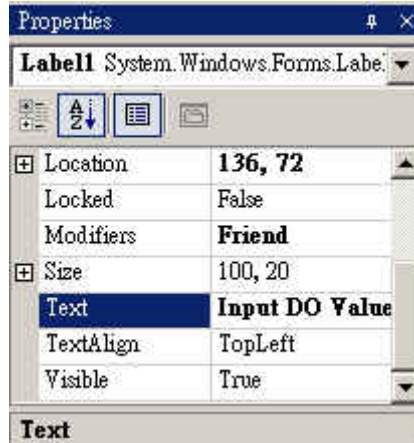 Properties
Label1 System.Windows.Forms.Label
Location 136, 72
Locked False
Modifiers Friend
Size 100, 20
Text Input DO Value
TextAlign TopLeft
Visible True
Text